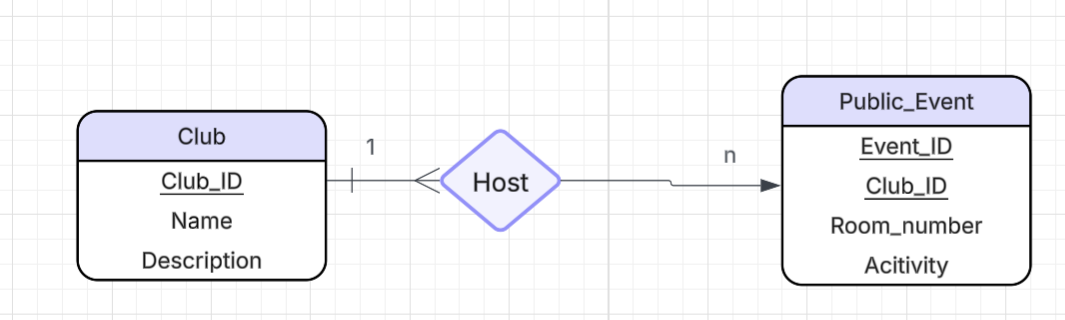 Club
Club_ID
Name
Description
1
Host
n
Public_Event
Event_ID
Club_ID
Room_number
Acitivity